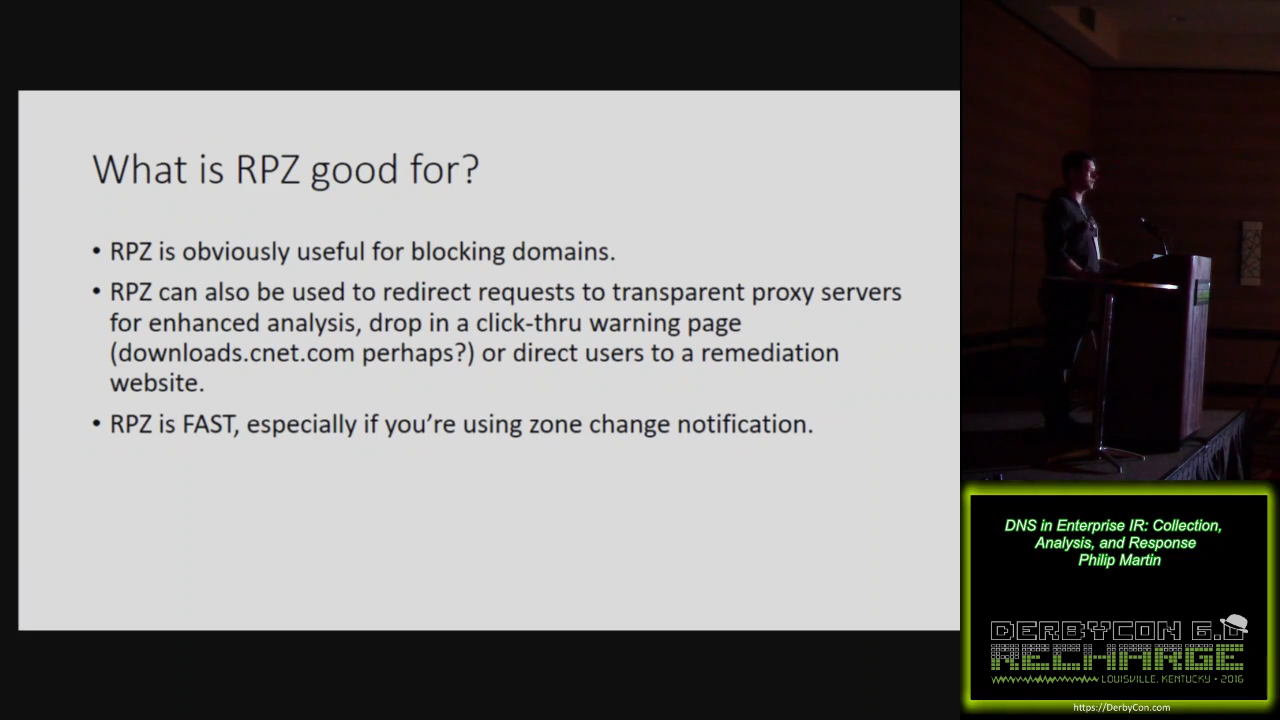 What is RPZ good for?
• RPZ is obviously useful for blocking domains.
• RPZ can also be used to redirect requests to transparent proxy servers
for enhanced analysis, drop in a click-thru warning page
(downloads.cnet.com perhaps?) or direct users to a remediation
website.
• RPZ is FAST, especially if you’re using zone change notification.
DNS in Enterprise IR: Collection,
Analysis, and Response
Philip Martin
DERBYCON 6.0
RECHARGE
LOUISVILLE, KENTUCKY • 2016
https://DerbyCon.com